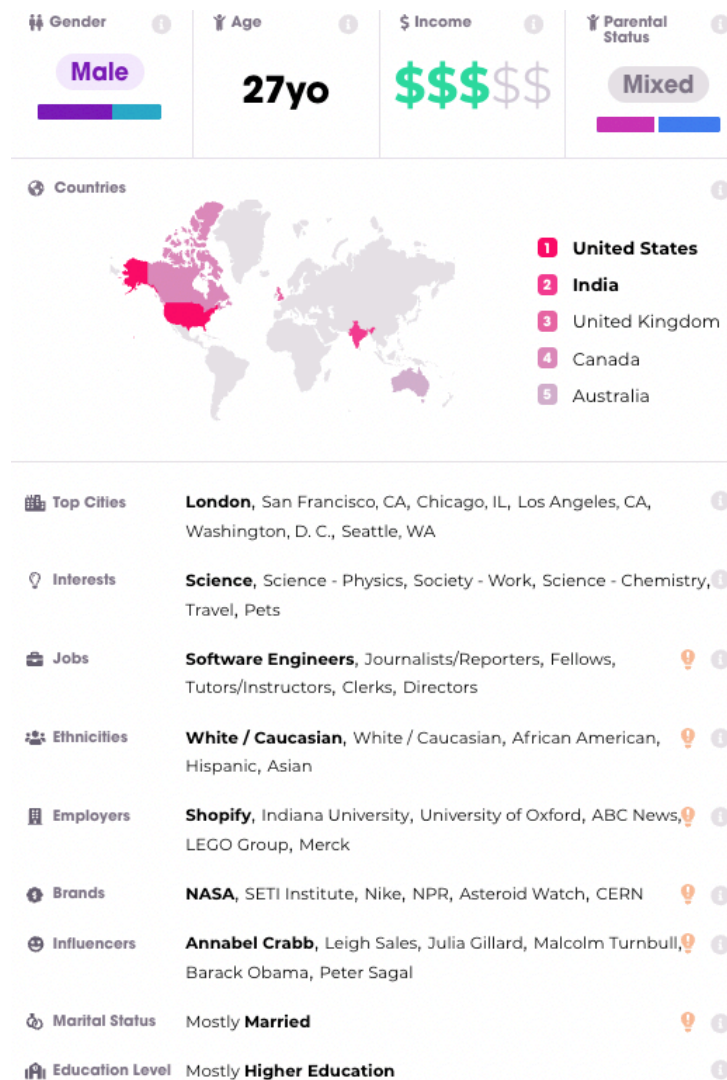 Gender
Age
$ Income
Parental
Status
Male
27yo
$$$$$
Mixed
Countries
1 United States
2 India
3 United Kingdom
4 Canada
5 Australia
Top Cities London, San Francisco, CA, Chicago, IL, Los Angeles, CA,
Washington, D. C., Seattle, WA
Interests Science, Science - Physics, Society - Work, Science - Chemistry,
Travel, Pets
Jobs Software Engineers, Journalists/Reporters, Fellows,
Tutors/Instructors, Clerks, Directors
Ethnicities White / Caucasian, White / Caucasian, African American,
Hispanic, Asian
Employers Shopify, Indiana University, University of Oxford, ABC News,
LEGO Group, Merck
Brands NASA, SETI Institute, Nike, NPR, Asteroid Watch, CERN
Influencers Annabel Crabb, Leigh Sales, Julia Gillard, Malcolm Turnbull,
Barack Obama, Peter Sagal
Marital Status Mostly Married
Education Level Mostly Higher Education